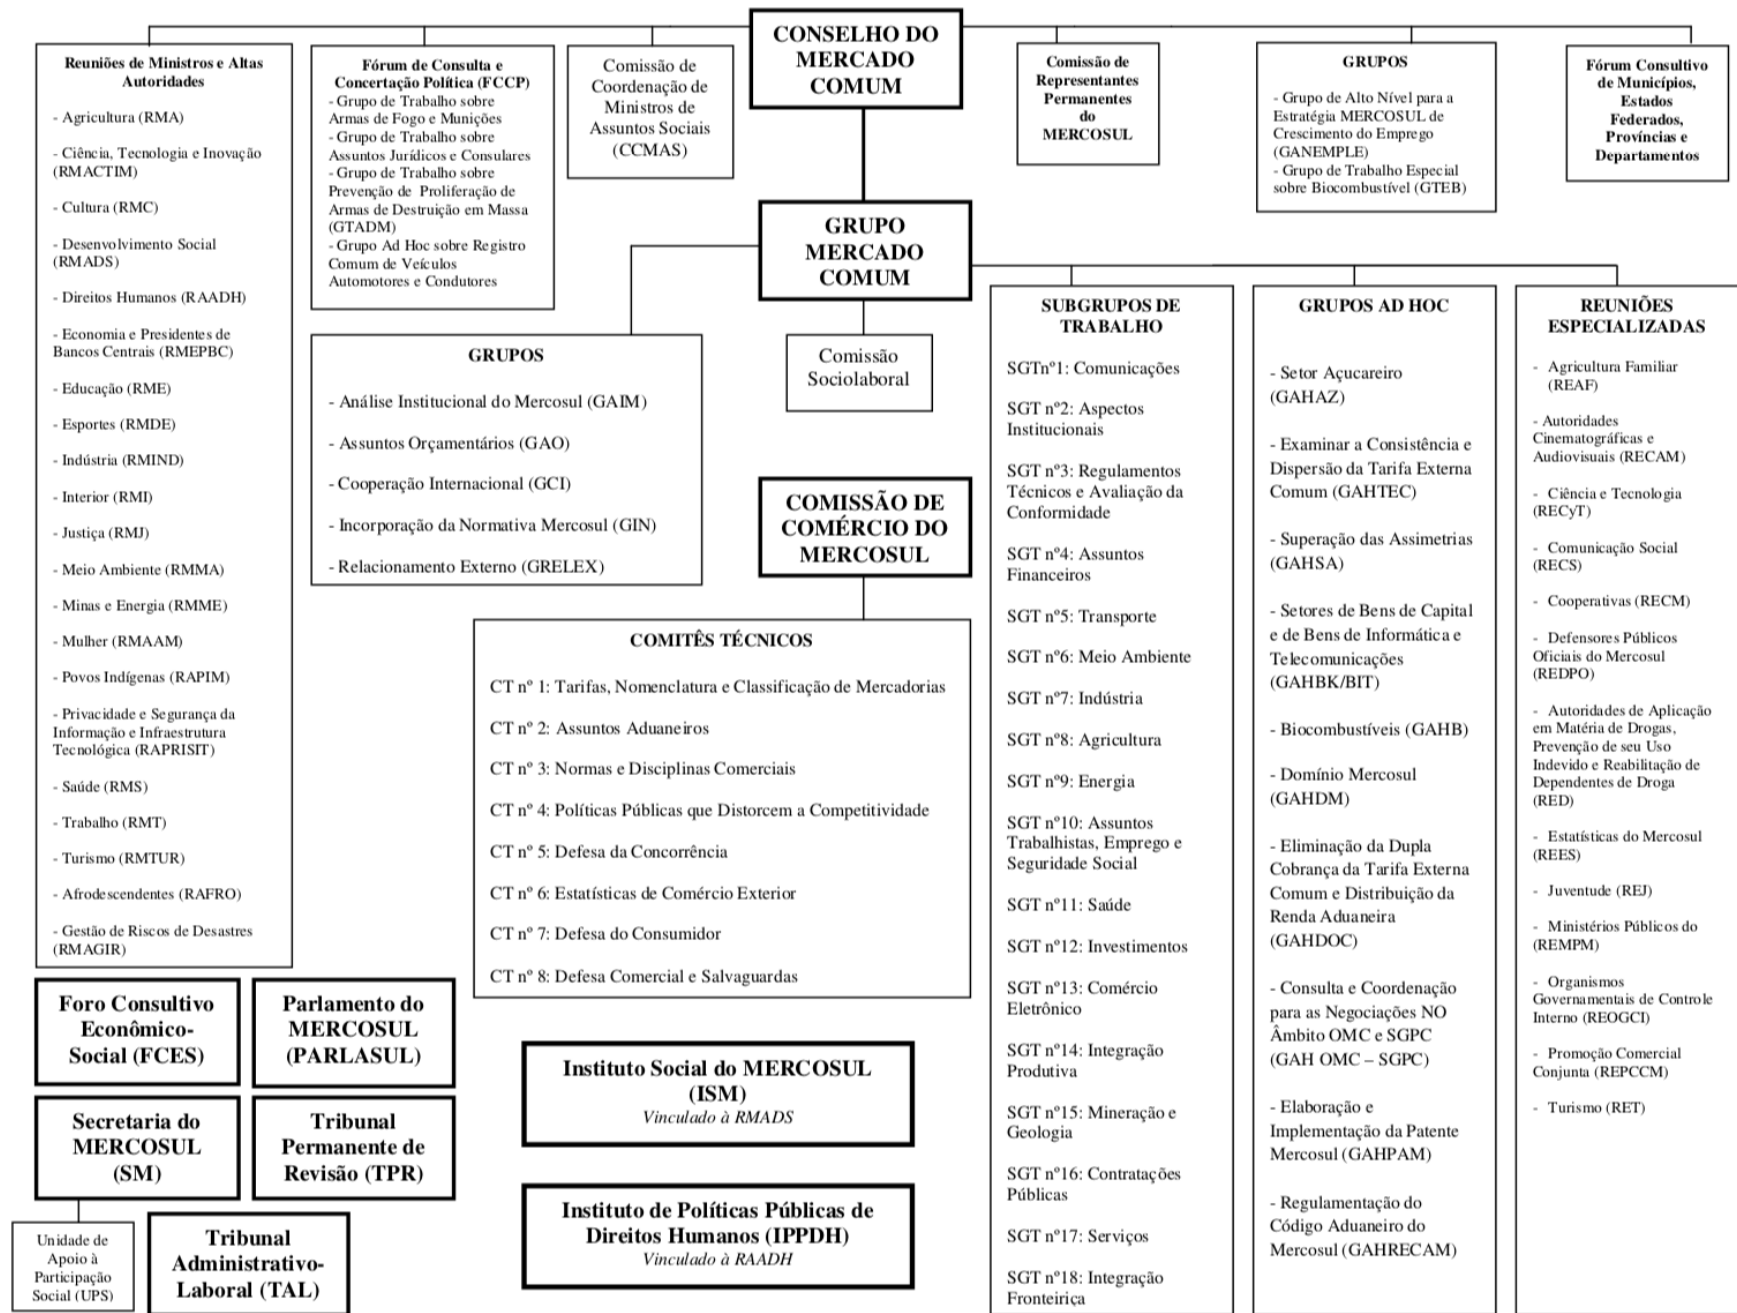 CONSELHO DO
MERCADO
COMUM
Reuniões de Ministros e Altas
Autoridades
- Agricultura (RMA)
- Ciência, Tecnologia e Inovação
(RMACTIM)
- Cultura (RMC)
- Desenvolvimento Social
(RMADS)
- Direitos Humanos (RAADH)
- Economia e Presidentes de
Bancos Centrais (RMEPBC)
- Educação (RME)
- Esportes (RMDE)
- Indústria (RMIND)
- Interior (RMI)
- Justiça (RMJ)
- Meio Ambiente (RMMA)
- Minas e Energia (RMME)
- Mulher (RMAAM)
- Povos Indígenas (RAPIM)
- Privacidade e Segurança da
Informação e Infraestrutura
Tecnológica (RAPRISIT)
- Saúde (RMS)
- Trabalho (RMT)
- Turismo (RMTUR)
- Afrodescendentes (RAFRO)
- Gestão de Riscos de Desastres
(RMAGIR)
Fórum de Consulta e
Concertação Política (FCCP)
- Grupo de Trabalho sobre
Armas de Fogo e Munições
- Grupo de Trabalho sobre
Assuntos Jurídicos e Consulares
- Grupo de Trabalho sobre
Prevenção de Proliferação de
Armas de Destruição em Massa
(GTADM)
- Grupo Ad Hoc sobre Registro
Comum de Veículos
Automotores e Condutores
Comissão de
Coordenação de
Ministros de
Assuntos Sociais
(CCMAS)
Comissão de
Representantes
Permanentes
do
MERCOSUL
GRUPOS
- Grupo de Alto Nível para a
Estratégia MERCOSUL de
Crescimento do Emprego
(GANEMPLE)
- Grupo de Trabalho Especial
sobre Biocombustível (GTEB)
Fórum Consultivo
de Municípios,
Estados
Federados,
Províncias e
Departamentos
GRUPO
MERCADO
COMUM
GRUPOS
- Análise Institucional do Mercosul (GAIM)
- Assuntos Orçamentários (GAO)
- Cooperação Internacional (GCI)
- Incorporação da Normativa Mercosul (GIN)
- Relacionamento Externo (GRELEX)
Comissão
Sociolaboral
SUBGRUPOS DE
TRABALHO
SGTnº1: Comunicações
SGT nº2: Aspectos
Institucionais
SGT nº3: Regulamentos
Técnicos e Avaliação da
Conformidade
SGT nº4: Assuntos
Financeiros
SGT nº5: Transporte
SGT nº6: Meio Ambiente
SGT nº7: Indústria
SGT nº8: Agricultura
SGT nº9: Energia
SGT nº10: Assuntos
Trabalhistas, Emprego e
Seguridade Social
SGT nº11: Saúde
SGT nº12: Investimentos
SGT nº13: Comércio
Eletrônico
SGT nº14: Integração
Produtiva
SGT nº15: Mineração e
Geologia
SGT nº16: Contratações
Públicas
SGT nº17: Serviços
SGT nº18: Integração
Fronteiriça
GRUPOS AD HOC
- Setor Açucareiro
(GAHAZ)
- Examinar a Consistência e
Dispersão da Tarifa Externa
Comum (GAHTEC)
- Superação das Assimetrias
(GAHSA)
- Setores de Bens de Capital
e de Bens de Informática e
Telecomunicações
(GAHBK/BIT)
- Biocombustíveis (GAHB)
- Domínio Mercosul
(GAHDM)
- Eliminação da Dupla
Cobrança da Tarifa Externa
Comum e Distribuição da
Renda Aduaneira
(GAHDOC)
- Consulta e Coordenação
para as Negociações NO
Âmbito OMC e SGPC
(GAH OMC – SGPC)
- Elaboração e
Implementação da Patente
Mercosul (GAHPAM)
- Regulamentação do
Código Aduaneiro do
Mercosul (GAHRECAM)
REUNIÕES
ESPECIALIZADAS
- Agricultura Familiar
(REAF)
- Autoridades
Cinematográficas e
Audiovisuais (RECAM)
- Ciência e Tecnologia
(RECyT)
- Comunicação Social
(RECS)
- Cooperativas (RECM)
- Defensores Públicos
Oficiais do Mercosul
(REDPO)
- Autoridades de Aplicação
em Matéria de Drogas,
Prevenção de seu Uso
Indevido e Reabilitação de
Dependentes de Droga
(RED)
- Estatísticas do Mercosul
(REES)
- Juventude (REJ)
- Ministérios Públicos do
(REMPM)
- Organismos
Governamentais de Controle
Interno (REOGCI)
- Promoção Comercial
Conjunta (REPCCM)
- Turismo (RET)
COMISSÃO DE
COMÉRCIO DO
MERCOSUL
COMITÊS TÉCNICOS
CT nº 1: Tarifas, Nomenclatura e Classificação de Mercadorias
CT nº 2: Assuntos Aduaneiros
CT nº 3: Normas e Disciplinas Comerciais
CT nº 4: Políticas Públicas que Distorcem a Competitividade
CT nº 5: Defesa da Concorrência
CT nº 6: Estatísticas de Comércio Exterior
CT nº 7: Defesa do Consumidor
CT nº 8: Defesa Comercial e Salvaguardas
Foro Consultivo
Econômico-
Social (FCES)
Parlamento do
MERCOSUL
(PARLASUL)
Secretaria do
MERCOSUL
(SM)
Tribunal
Permanente de
Revisão (TPR)
Unidade de
Apoio à
Participação
Social (UPS)
Tribunal
Administrativo-
Laboral (TAL)
Instituto Social do MERCOSUL
(ISM)
Vinculado à RMADS
Instituto de Políticas Públicas de
Direitos Humanos (IPPDH)
Vinculado à RAADH